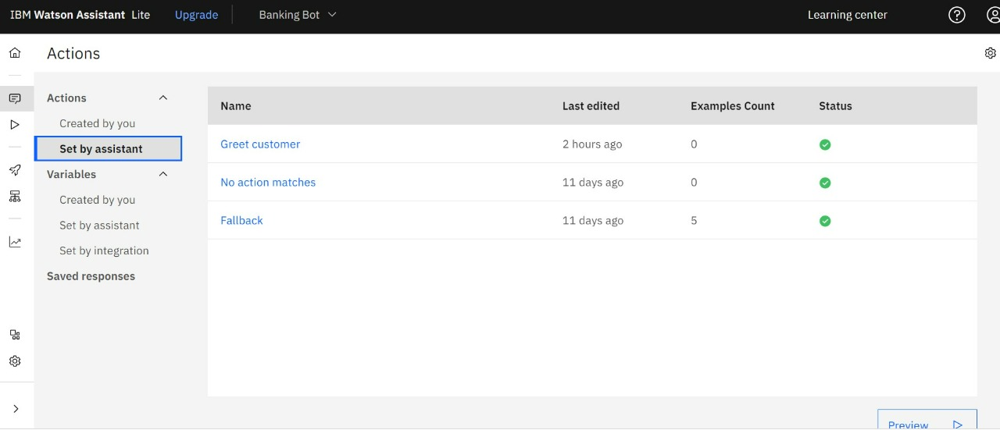 IBM Watson Assistant Lite Upgrade Banking Bot Learning center
Actions
Actions
Created by you
Set by assistant
Variables
Created by you
Set by assistant
Set by integration
Saved responses
Name Last edited Examples Count Status
Greet customer 2 hours ago 0
No action matches 11 days ago 0
Fallback 11 days ago 5
Preview